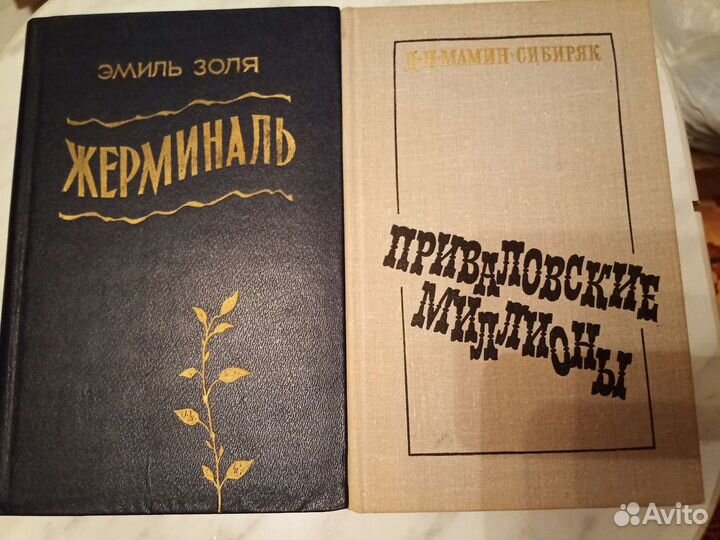 ЭМИЛЬ ЗОЛЯ
ЖЕРМИНАЛЬ
Д·Н·МАМИН·СИБИРЯК
ПРИВАЛОВСКИЕ
МИЛЛИОНЫ
Avito